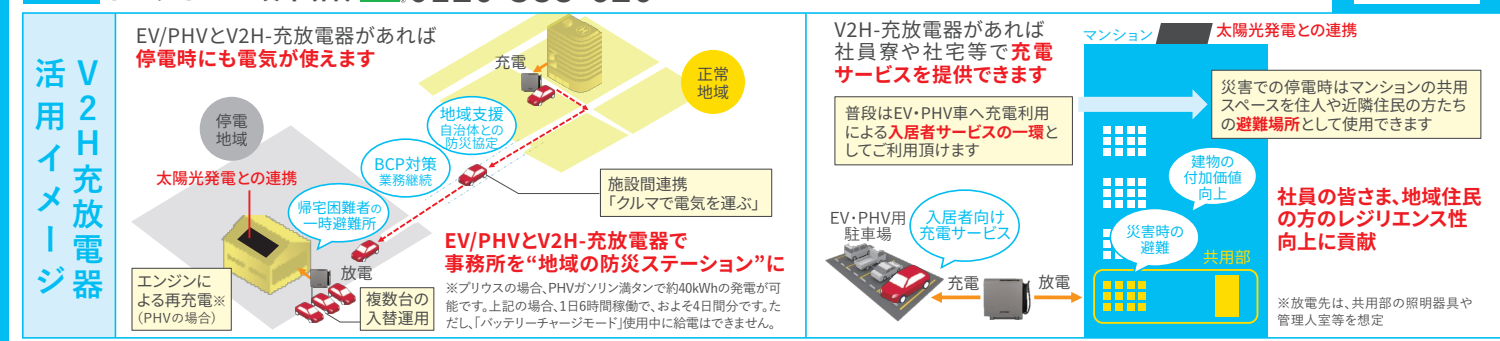 V2H充放電器
活用イメージ
EV/PHVとV2H-充放電器があれば
停電時にも電気が使えます
充電
正常
地域
停電
地域
地域支援
自治体との
防災協定
BCP対策
業務継続
太陽光発電との連携
帰宅困難者の
一時避難所
施設間連携
「クルマで電気を運ぶ」
放電
エンジンに
よる再充電※
(PHVの場合)
複数台の
入替運用
EV/PHVとV2H-充放電器で
事務所を“地域の防災ステーション”に
※プリウスの場合、PHVガソリン満タンで約40kWhの発電が可
能です。上記の場合、1日6時間稼働で、およそ4日間分です。た
だし、「バッテリーチャージモード」使用中に給電はできません。
V2H-充放電器があれば
社員寮や社宅等で充電
サービスを提供できます
普段はEV・PHV車へ充電利用
による入居者サービスの一環と
してご利用頂けます
マンション
太陽光発電との連携
災害での停電時はマンションの共用
スペースを住人や近隣住民の方たち
の避難場所として使用できます
建物の
付加価値
向上
EV・PHV用
駐車場
入居者向け
充電サービス
災害時の
避難
共用部
充電
放電
社員の皆さま、地域住民
の方のレジリエンス性
向上に貢献
※放電先は、共用部の照明器具や
管理人室等を想定